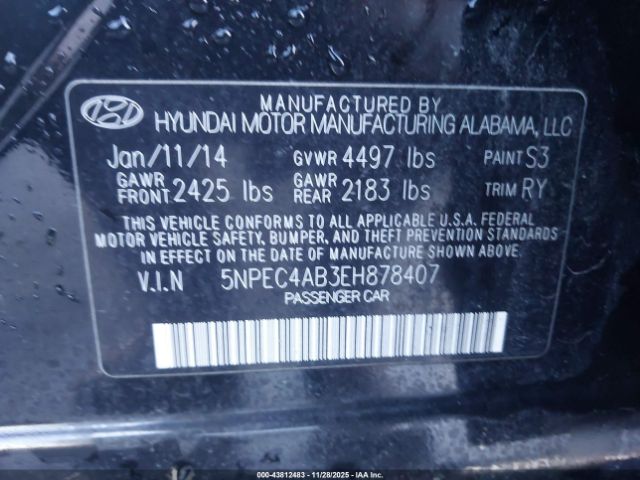 MANUFACTURED BY
HYUNDAI MOTOR MANUFACTURING ALABAMA, LLC
Jan/11/14 GVWR 4497 lbs PAINT S3
GAWR FRONT 2425 lbs GAWR REAR 2183 lbs TRIM RY
THIS VEHICLE CONFORMS TO ALL APPLICABLE U.S.A. FEDERAL
MOTOR VEHICLE SAFETY, BUMPER, AND THEFT PREVENTION STANDARDS
IN EFFECT ON THE DATE OF MANUFACTURE SHOWN ABOVE.
V.I.N 5NPEC4AB3EH878407
PASSENGER CAR
000-43812483 - 11/28/2025 - IAAI.COM